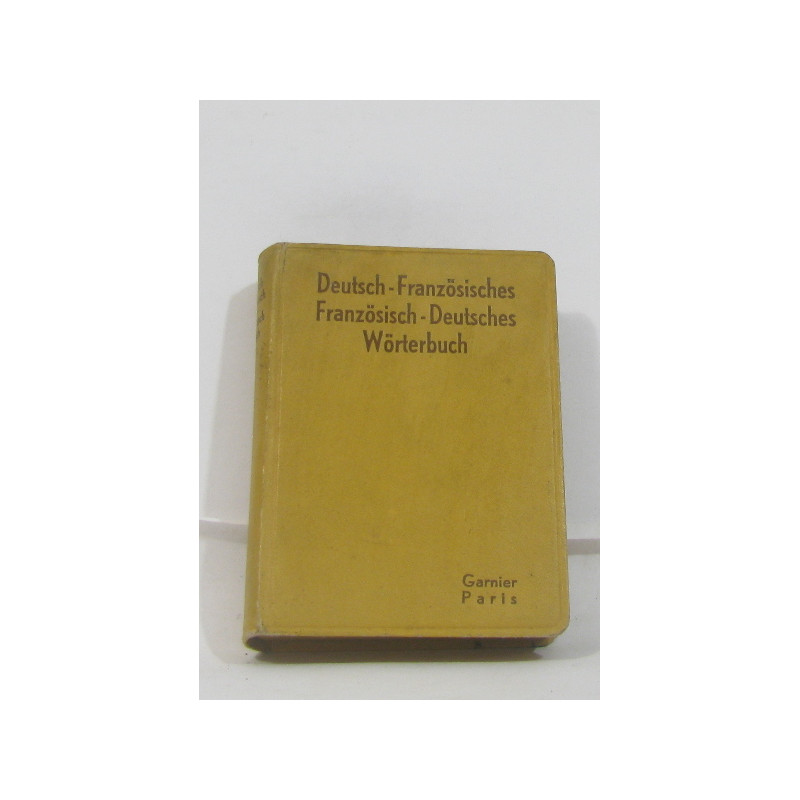 Deutsch-Französisches
Französisch-Deutsches
Wörterbuch
Garnier
Paris